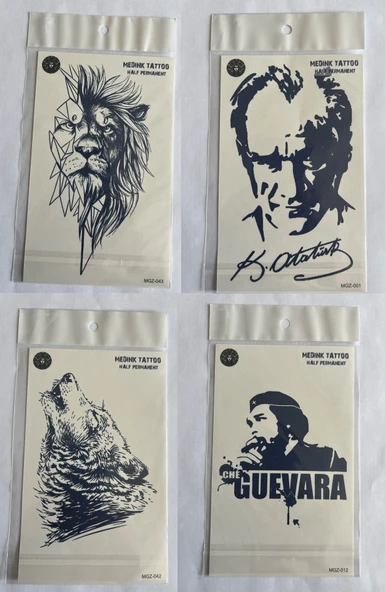 MEDINK TATTOO
HALF PERMANENT
MGZ-043
MEDINK TATTOO
HALF PERMANENT
K. Atatürk
MGZ-001
MEDINK TATTOO
HALF PERMANENT
MGZ-042
MEDINK TATTOO
HALF PERMANENT
CHE
GUEVARA
MGZ-012